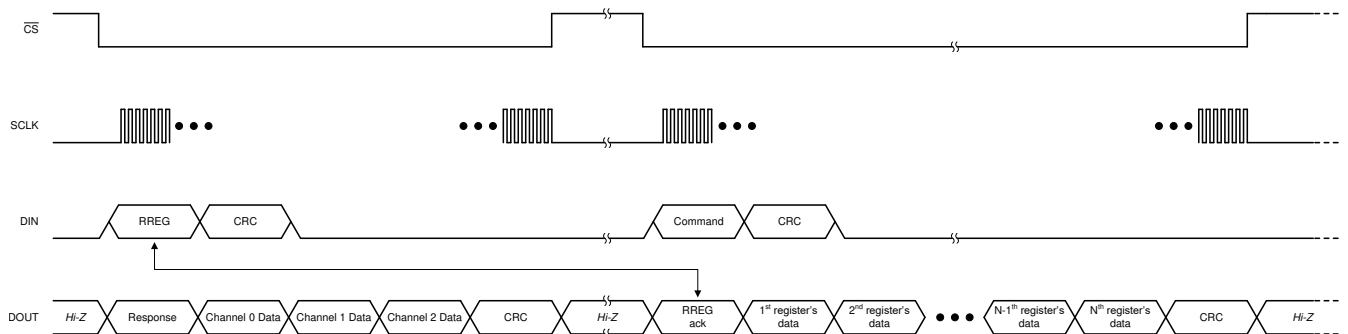 CS
SCLK
DIN
RREG
CRC
Command
CRC
DOUT
Hi-Z
Response
Channel 0 Data
Channel 1 Data
Channel 2 Data
CRC
Hi-Z
RREG
ack
1st register's
data
2nd register's
data
N-1th register's
data
Nth register's
data
CRC
Hi-Z